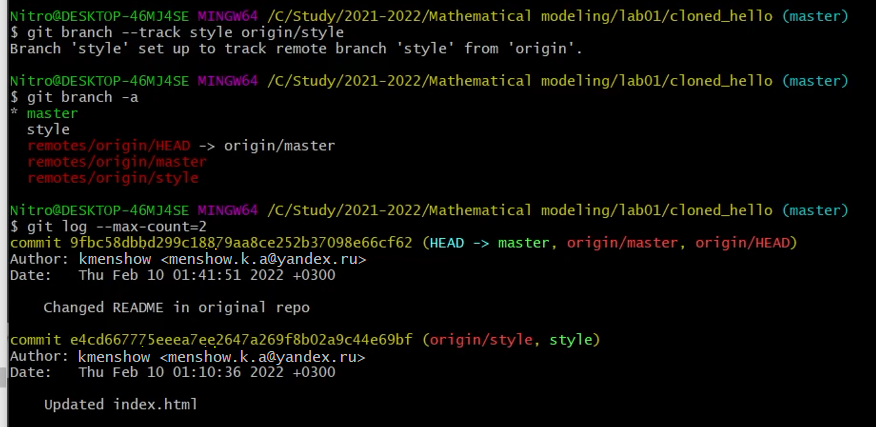 Nitro@DESKTOP-46MJ4SE MINGW64 /C/Study/2021-2022/Mathematical modeling/lab01/cloned_hello (master)
$ git branch --track style origin/style
Branch 'style' set up to track remote branch 'style' from 'origin'.
Nitro@DESKTOP-46MJ4SE MINGW64 /C/Study/2021-2022/Mathematical modeling/lab01/cloned_hello (master)
$ git branch -a
* master
style
remotes/origin/HEAD -> origin/master
remotes/origin/master
remotes/origin/style
Nitro@DESKTOP-46MJ4SE MINGW64 /C/Study/2021-2022/Mathematical modeling/lab01/cloned_hello (master)
$ git log --max-count=2
commit 9fbc58dbbd299c18879aa8ce252b37098e66cf62 (HEAD -> master, origin/master, origin/HEAD)
Author: kmenshow <menshow.k.a@yandex.ru>
Date: Thu Feb 10 01:41:51 2022 +0300
Changed README in original repo
commit e4cd667775eeea7ee2647a269f8b02a9c44e69bf (origin/style, style)
Author: kmenshow <menshow.k.a@yandex.ru>
Date: Thu Feb 10 01:10:36 2022 +0300
Updated index.html